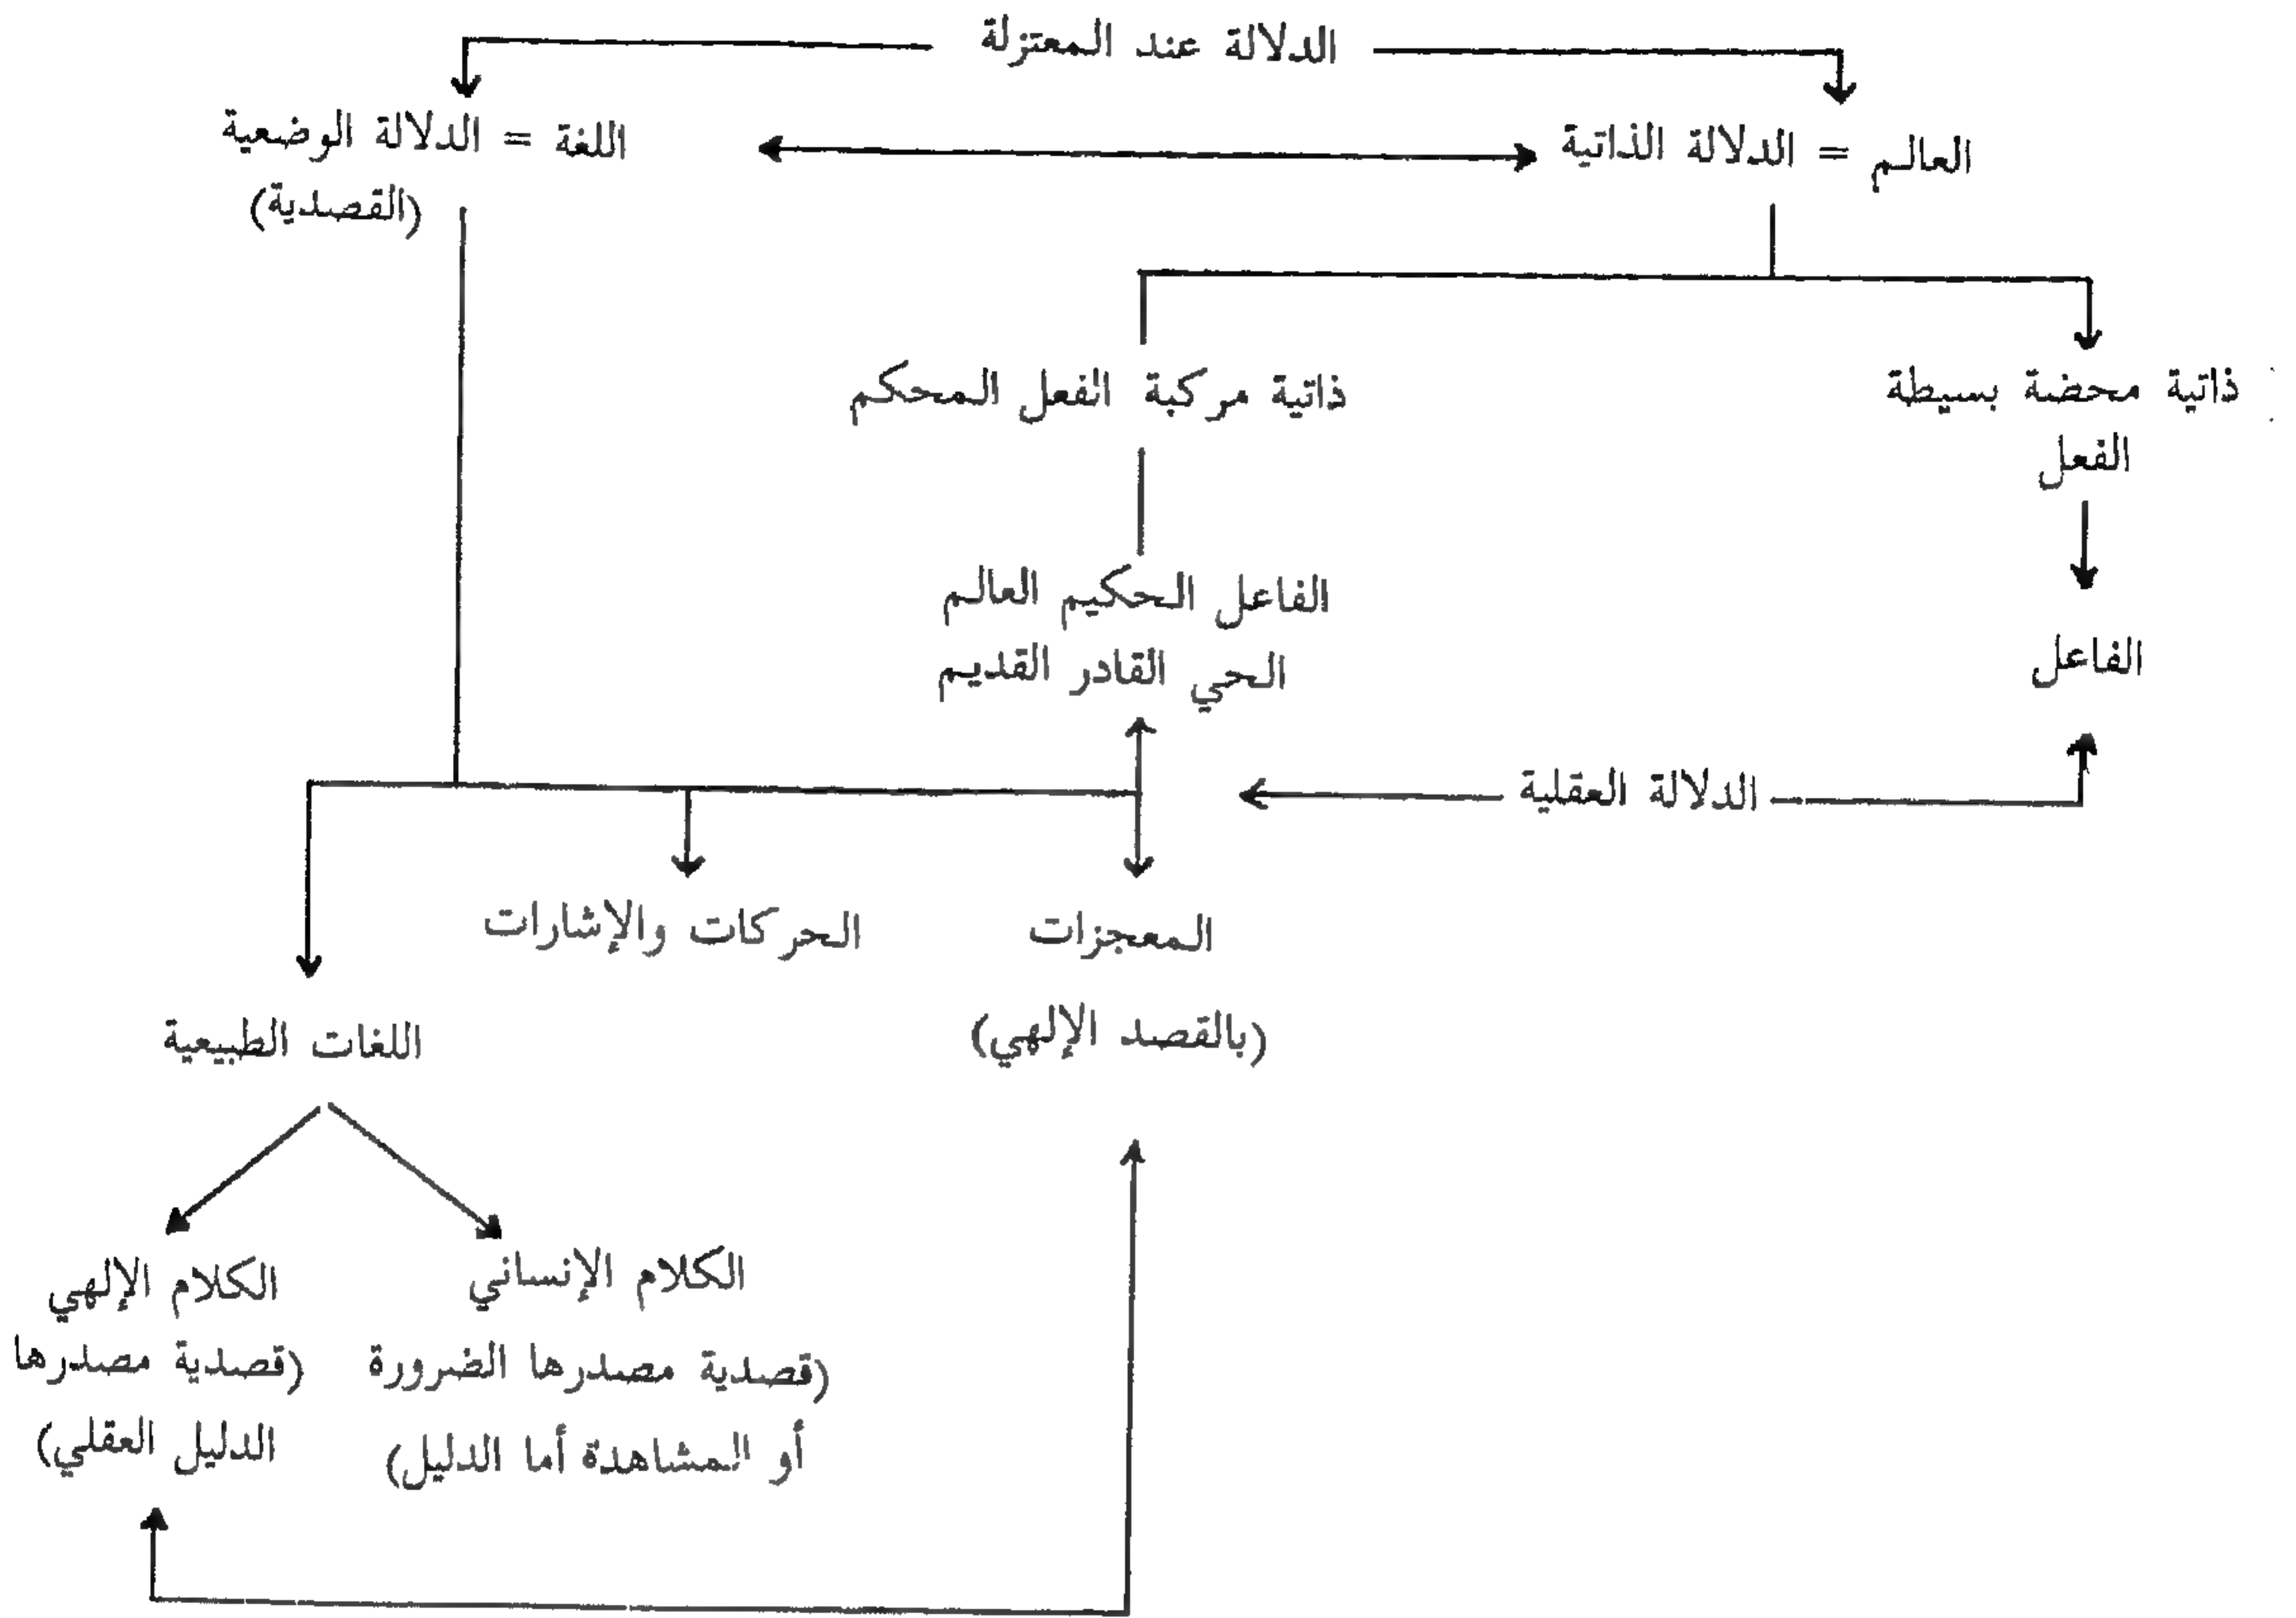 الدلالة عند المعتزلة
العالم = الدلالة الذاتية
اللغة = الدلالة الوضعية
(القصدية)
ذاتية محضة بسيطة
الفعل
ذاتية مركبة الفعل المحكم
الفاعل الحكيم العالم
الحي القادر القديم
الفاعل
الدلالة العقلية
المعجزات
(بالقصد الإلهي)
الحركات والإشارات
اللغات الطبيعية
الكلام الإنساني
(قصدية مصدرها الضرورة
أو المشاهدة أما الدليل)
الكلام الإلهي
(قصدية مصدرها
الدليل العقلي)